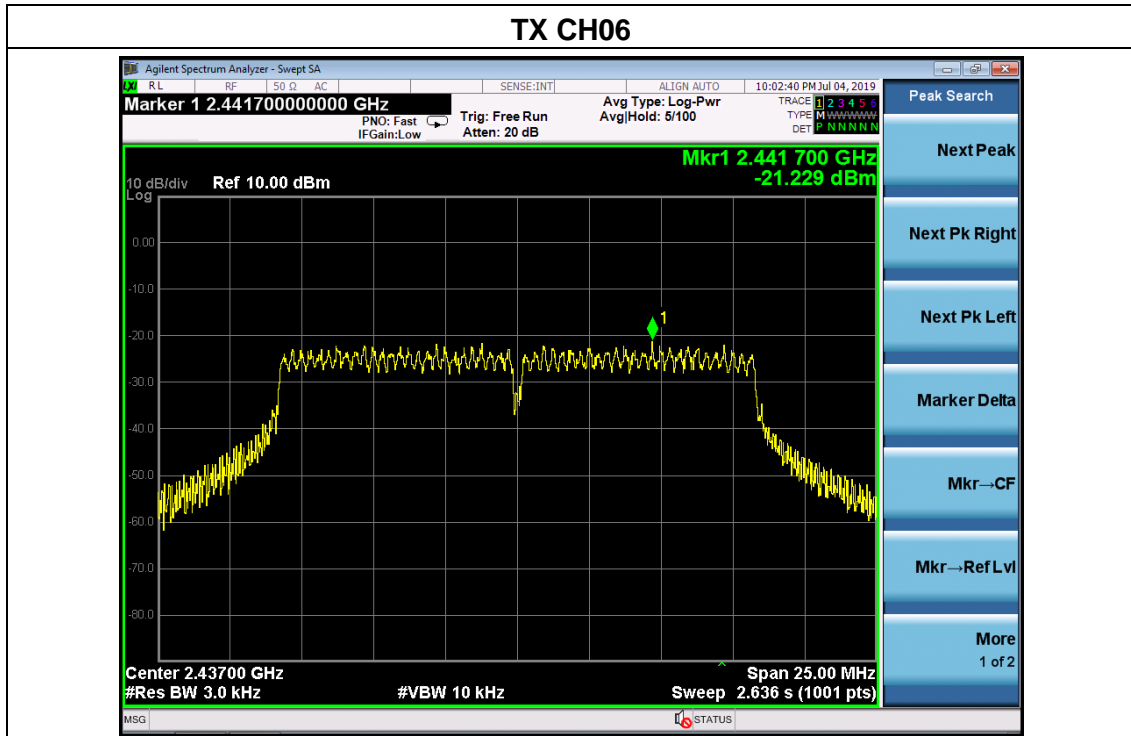 TX CH06
Agilent Spectrum Analyzer - Swept SA
LXI RL RF 50 Ω AC SENSE:INT ALIGN AUTO 10:02:40 PM Jul 04, 2019
Marker 1 2.441700000000 GHz
PNO: Fast
IFGain:Low
Trig: Free Run
Atten: 20 dB
Avg Type: Log-Pwr
Avg|Hold: 5/100
TRACE 1 2 3 4 5 6
TYPE M WWWWW
DET P N N N N N
Peak Search
Mkr1 2.441 700 GHz
-21.229 dBm
10 dB/div Ref 10.00 dBm
Log
0.00
-10.0
-20.0
-30.0
-40.0
-50.0
-60.0
-70.0
-80.0
1
Center 2.43700 GHz
Span 25.00 MHz
#Res BW 3.0 kHz
#VBW 10 kHz
Sweep 2.636 s (1001 pts)
MSG
STATUS
Next Peak
Next Pk Right
Next Pk Left
Marker Delta
Mkr→CF
Mkr→Ref Lvl
More
1 of 2